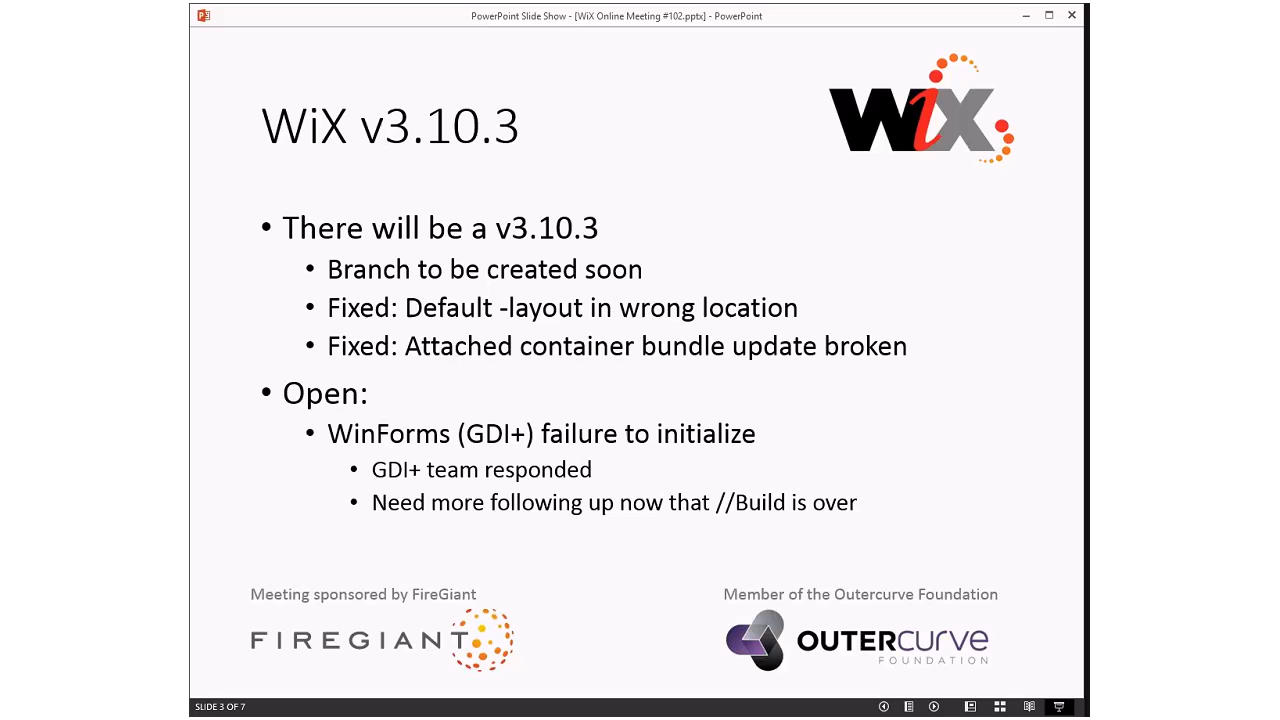 PowerPoint Slide Show - [WiX Online Meeting #102.pptx] - PowerPoint
WiX
WiX v3.10.3
• There will be a v3.10.3
• Branch to be created soon
• Fixed: Default -layout in wrong location
• Fixed: Attached container bundle update broken
• Open:
• WinForms (GDI+) failure to initialize
• GDI+ team responded
• Need more following up now that //Build is over
Meeting sponsored by FireGiant
Member of the Outercurve Foundation
FIREGIANT
OUTERCURVE
FOUNDATION
SLIDE 3 OF 7